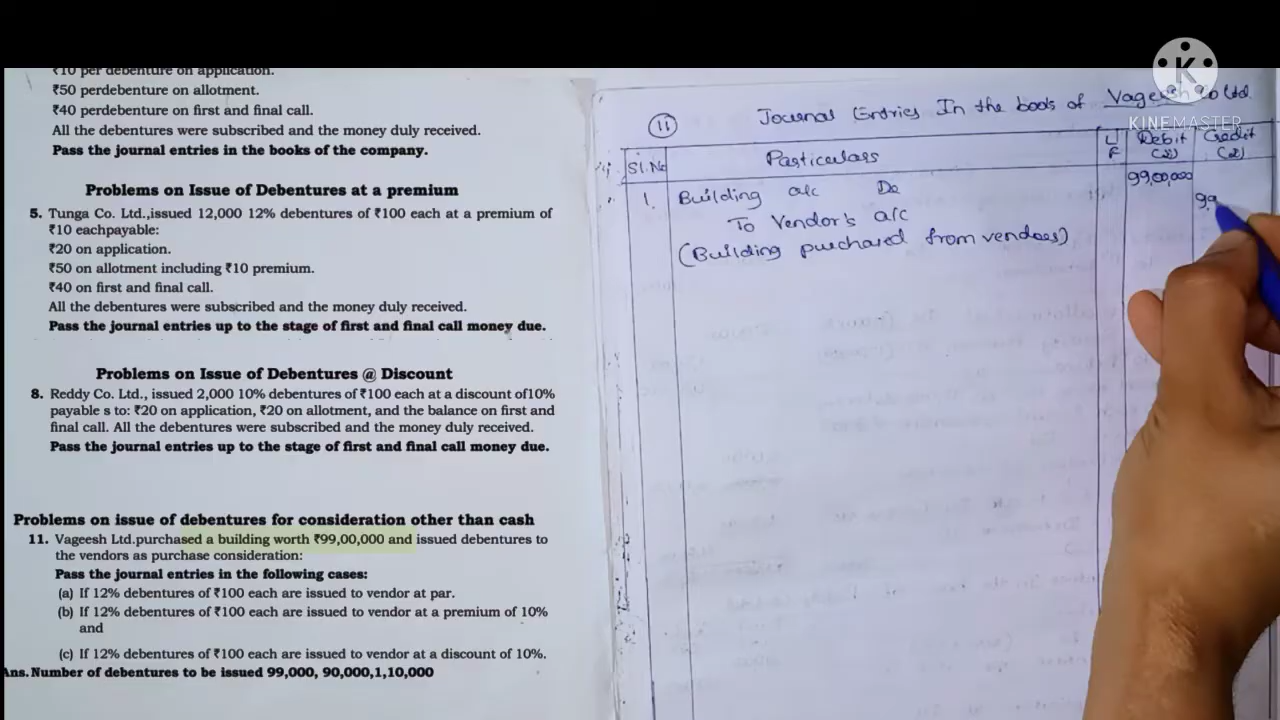 ₹10 per debenture on application.
₹50 perdebenture on allotment.
₹40 perdebenture on first and final call.
All the debentures were subscribed and the money duly received.
Pass the journal entries in the books of the company.
Problems on Issue of Debentures at a premium
5. Tunga Co. Ltd.,issued 12,000 12% debentures of ₹100 each at a premium of
₹10 eachpayable:
₹20 on application.
₹50 on allotment including ₹10 premium.
₹40 on first and final call.
All the debentures were subscribed and the money duly received.
Pass the journal entries up to the stage of first and final call money due.
Problems on Issue of Debentures @ Discount
8. Reddy Co. Ltd., issued 2,000 10% debentures of ₹100 each at a discount of10%
payable s to: ₹20 on application, ₹20 on allotment, and the balance on first and
final call. All the debentures were subscribed and the money duly received.
Pass the journal entries up to the stage of first and final call money due.
Problems on issue of debentures for consideration other than cash
11. Vageesh Ltd.purchased a building worth ₹99,00,000 and issued debentures to
the vendors as purchase consideration:
Pass the journal entries in the following cases:
(a) If 12% debentures of ₹100 each are issued to vendor at par.
(b) If 12% debentures of ₹100 each are issued to vendor at a premium of 10%
and
(c) If 12% debentures of ₹100 each are issued to vendor at a discount of 10%.
Ans. Number of debentures to be issued 99,000, 90,000,1,10,000
K
KINEMASTER
11 Journal Entries In the books of Vageesh Co Ltd.
Sl.No Particulars L F Debit (₹) Credit (₹)
1. Building a/c Dr 99,00,000
To Vendor's a/c 99
(Building purchased from vendors)